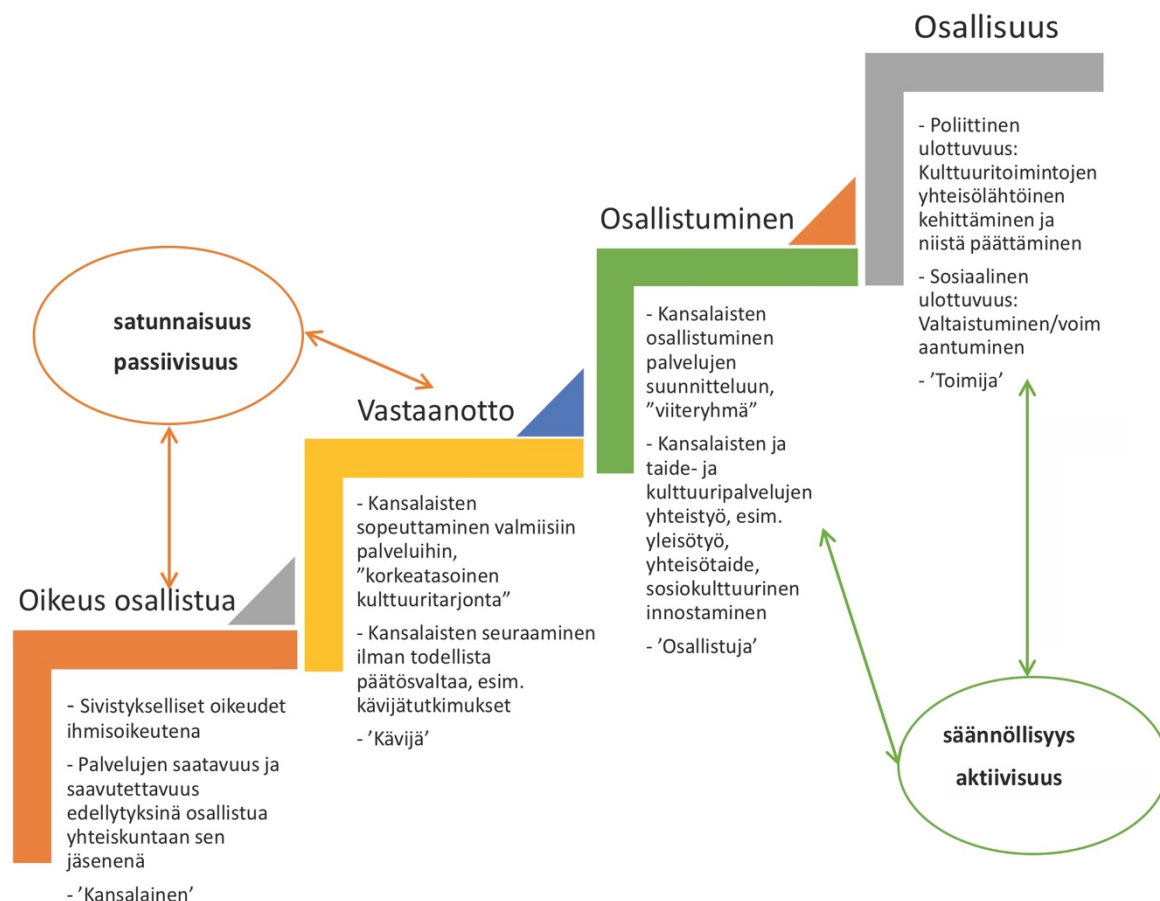 Osallisuus
- Poliittinen
ulottuvuus:
Kulttuuritoimintojen
yhteisölähtöinen
kehittäminen ja
niistä päättäminen
- Sosiaalinen
ulottuvuus:
Valtaistuminen/voim
aantuminen
- ’Toimija’
Osallistuminen
- Kansalaisten
osallistuminen
palvelujen
suunnitteluun,
”viiteryhmä”
- Kansalaisten ja
taide- ja
kulttuuripalvelujen
yhteistyö, esim.
yleisötyö,
yhteisötaide,
sosiokulttuurinen
innostaminen
- ’Osallistuja’
satunnaisuus
passiivisuus
Vastaanotto
- Kansalaisten
sopeuttaminen valmiisiin
palveluihin,
”korkeatasoinen
kulttuuritarjonta”
- Kansalaisten seuraaminen
ilman todellista
päätösvaltaa, esim.
kävijätutkimukset
- ’Kävijä’
Oikeus osallistua
- Sivistykselliset oikeudet
ihmisoikeutena
- Palvelujen saatavuus ja
saavutettavuus
edellytyksinä osallistua
yhteiskuntaan sen
jäsenenä
- ’Kansalainen’
säännöllisyys
aktiivisuus